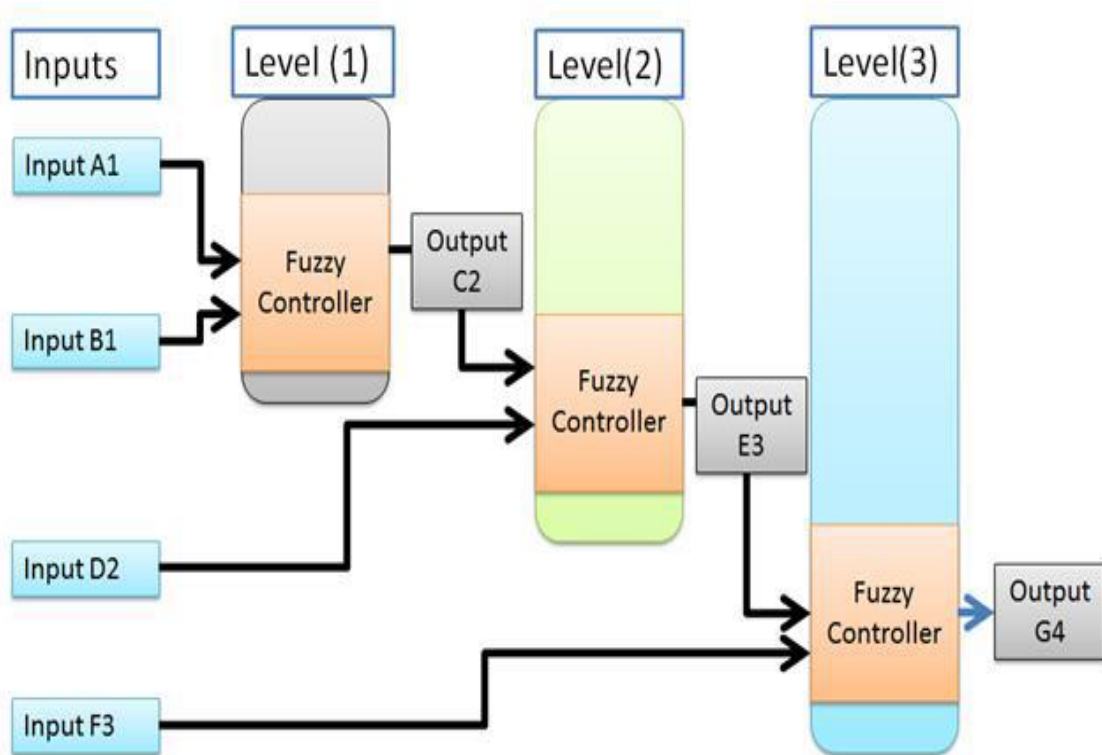 Inputs
Level (1)
Level(2)
Level(3)
Input A1
Fuzzy
Controller
Output
C2
Input B1
Fuzzy
Controller
Output
E3
Input D2
Fuzzy
Controller
Output
G4
Input F3